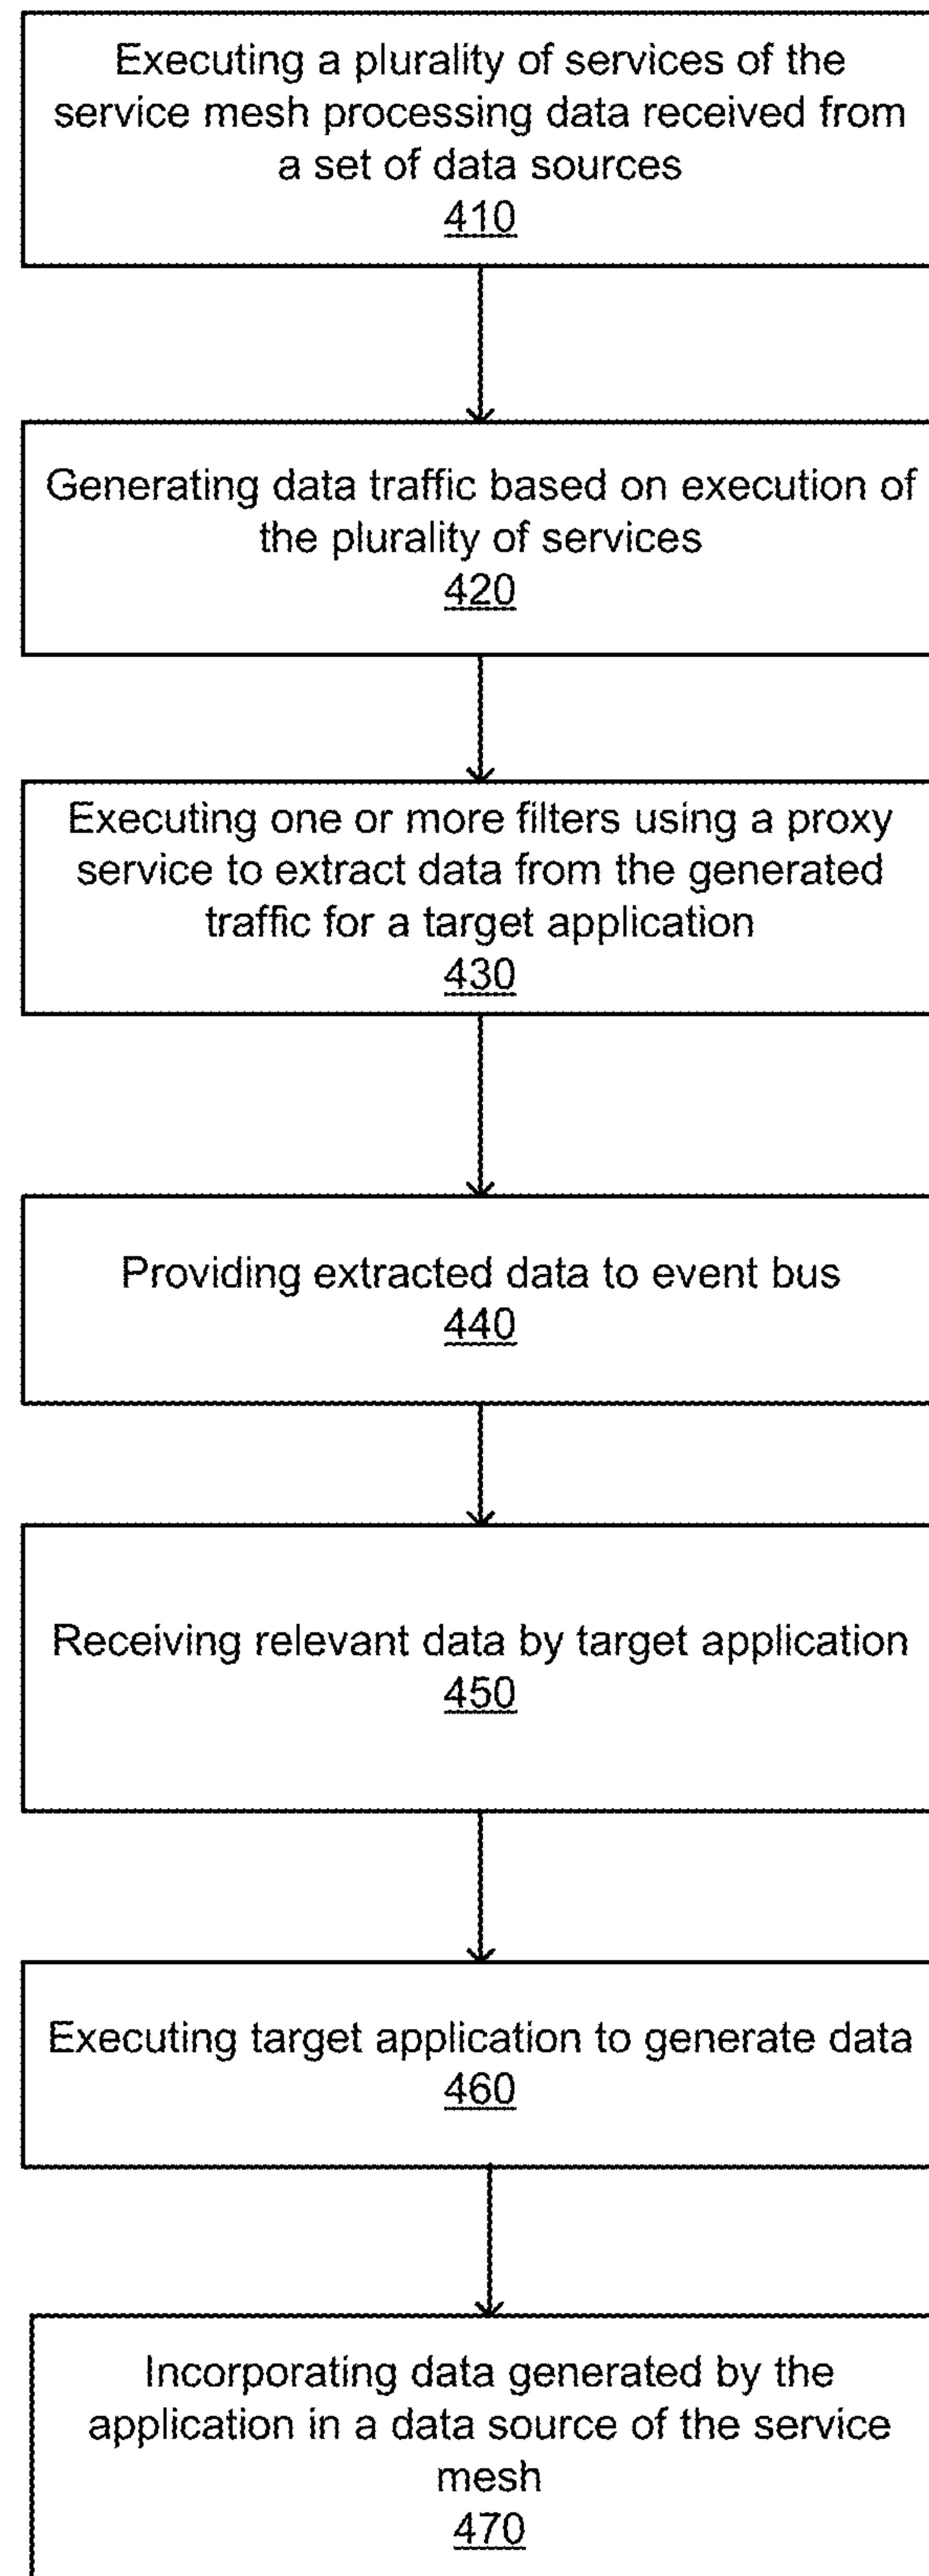 Executing a plurality of services of the
service mesh processing data received from
a set of data sources
410
Generating data traffic based on execution of
the plurality of services
420
Executing one or more filters using a proxy
service to extract data from the generated
traffic for a target application
430
Providing extracted data to event bus
440
Receiving relevant data by target application
450
Executing target application to generate data
460
Incorporating data generated by the
application in a data source of the service
mesh
470